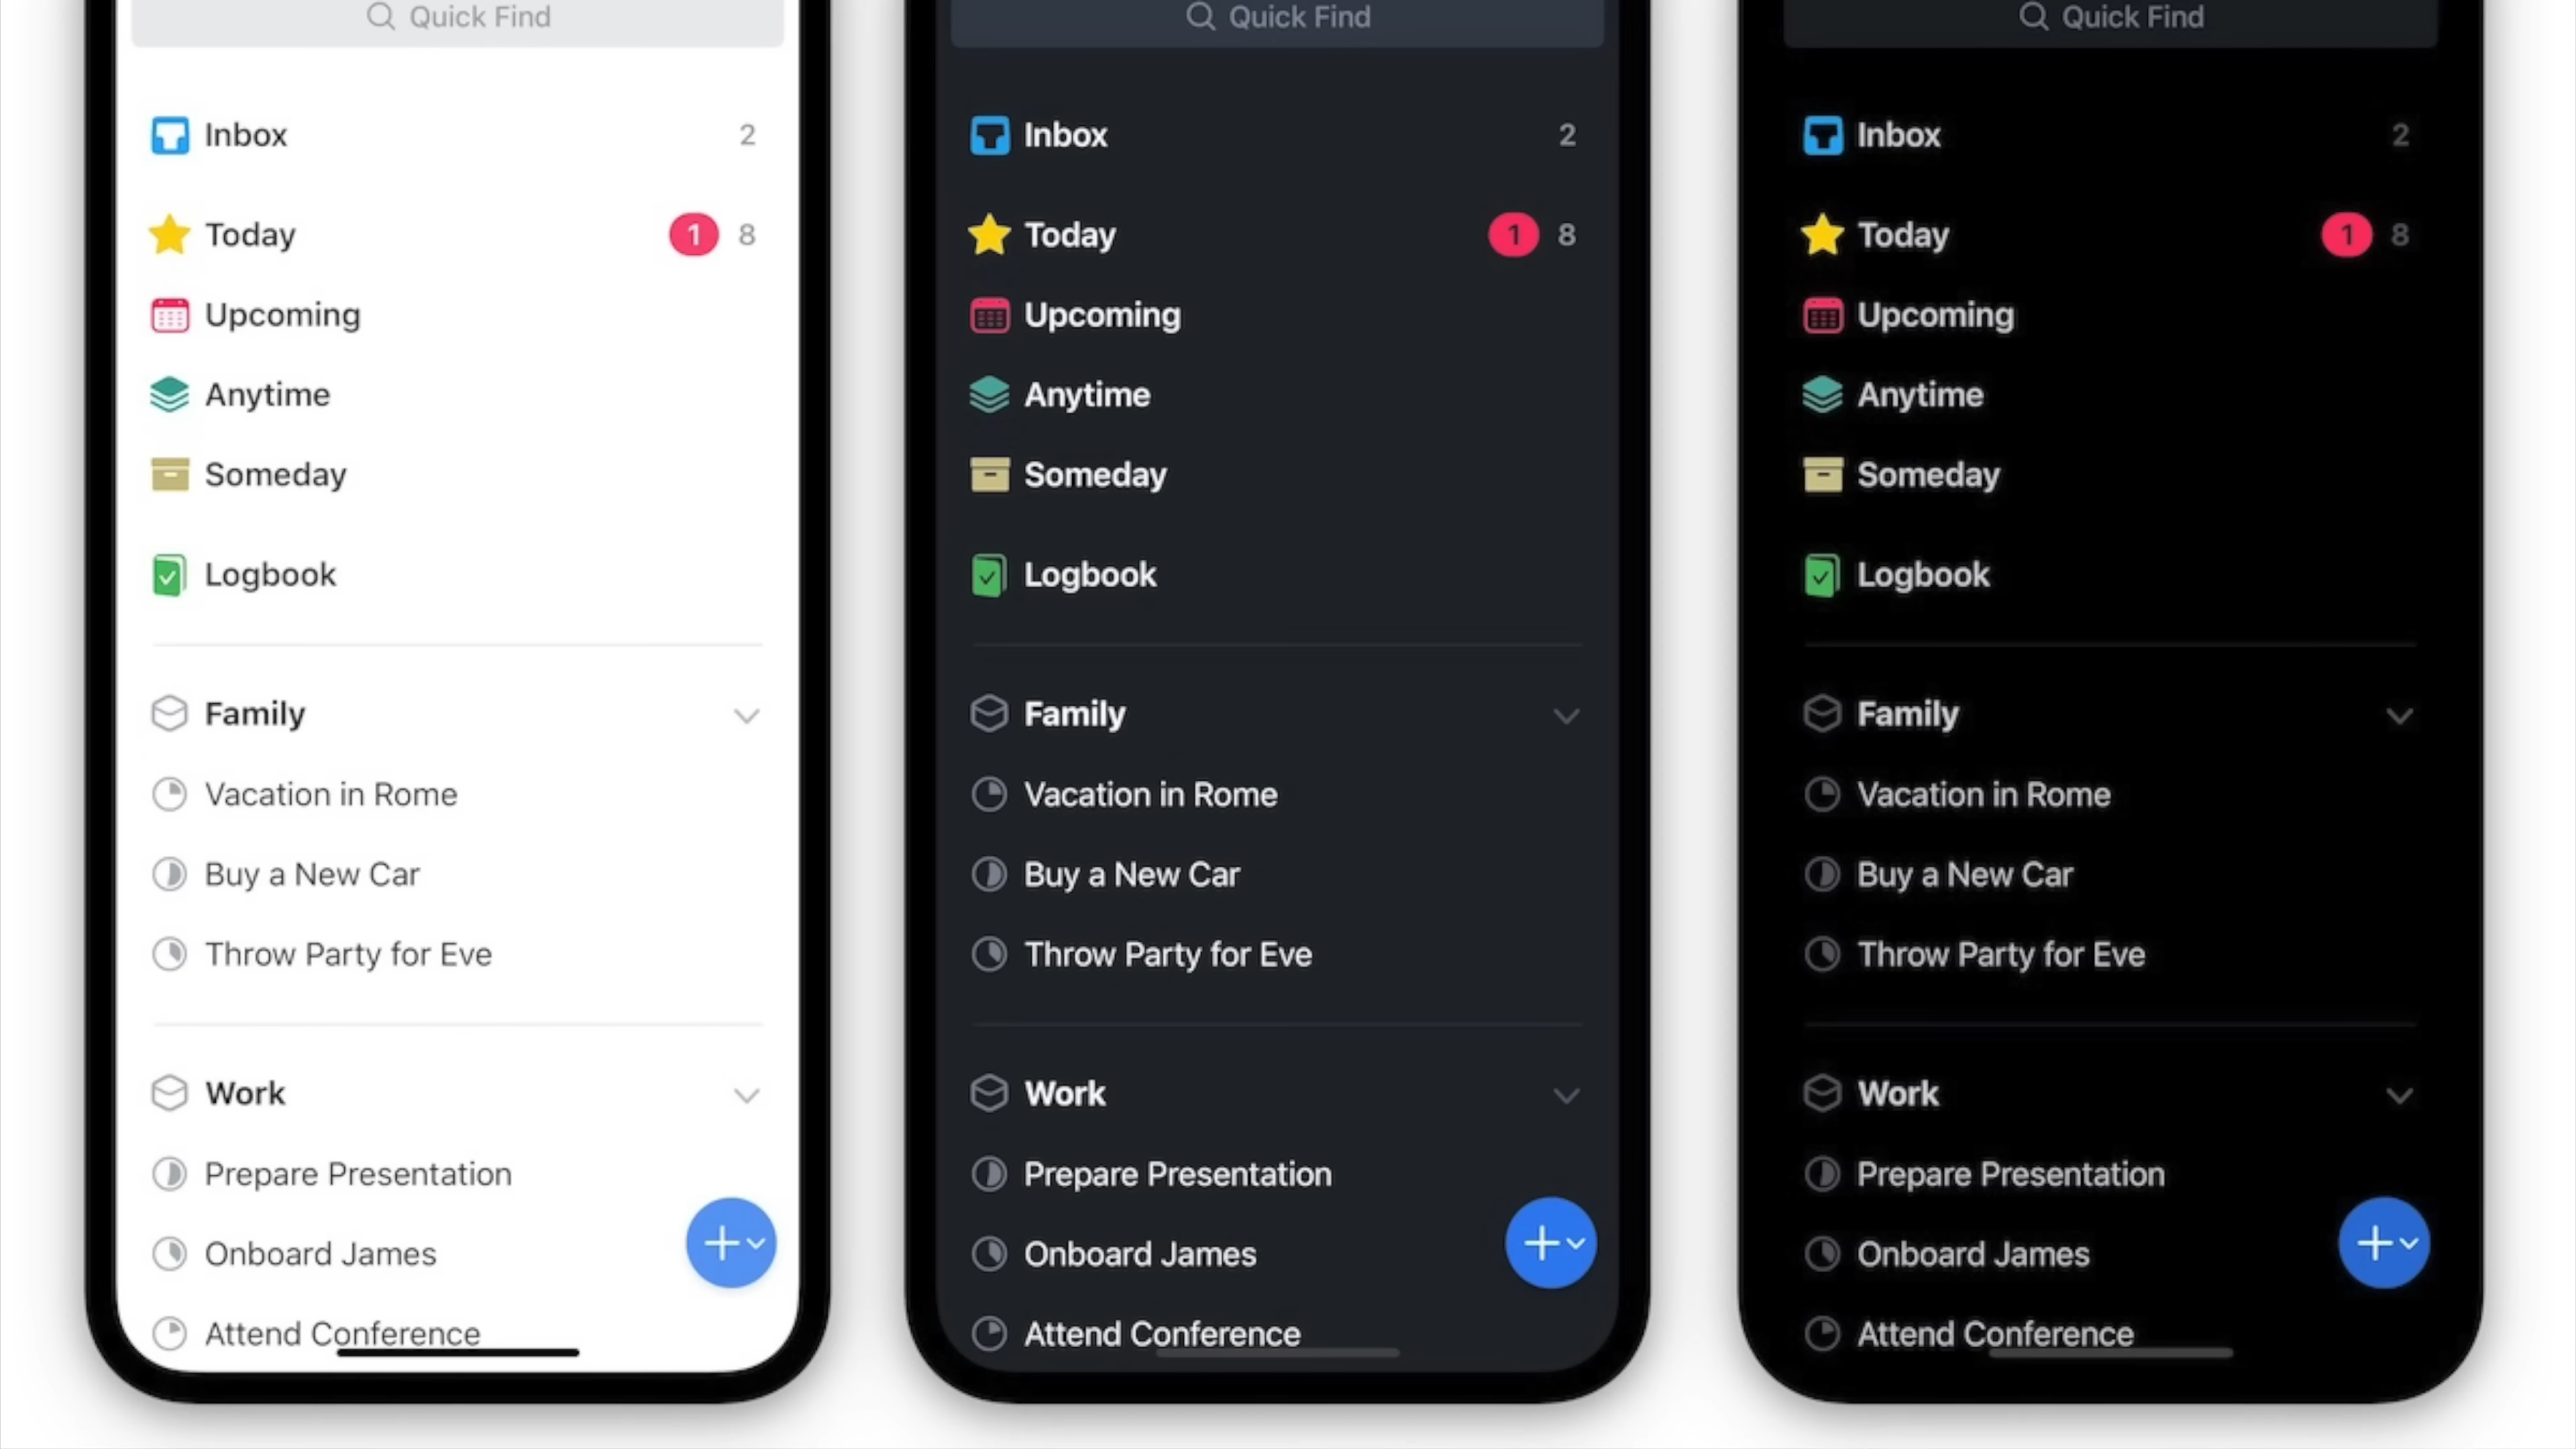 Quick Find
Inbox 2
Today 1 8
Upcoming
Anytime
Someday
Logbook
Family
Vacation in Rome
Buy a New Car
Throw Party for Eve
Work
Prepare Presentation
Onboard James
Attend Conference
Quick Find
Inbox 2
Today 1 8
Upcoming
Anytime
Someday
Logbook
Family
Vacation in Rome
Buy a New Car
Throw Party for Eve
Work
Prepare Presentation
Onboard James
Attend Conference
Quick Find
Inbox 2
Today 1 8
Upcoming
Anytime
Someday
Logbook
Family
Vacation in Rome
Buy a New Car
Throw Party for Eve
Work
Prepare Presentation
Onboard James
Attend Conference